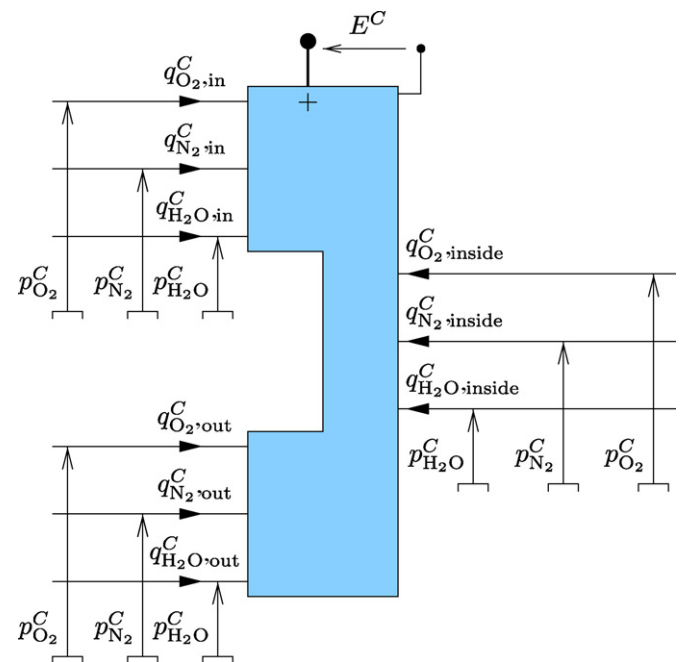 E^C
q^C_{O_2,in}
+
q^C_{N_2,in}
q^C_{H_2O,in}
q^C_{O_2,inside}
p^C_{O_2} p^C_{N_2} p^C_{H_2O}
q^C_{N_2,inside}
q^C_{H_2O,inside}
q^C_{O_2,out}
p^C_{H_2O} p^C_{N_2} p^C_{O_2}
q^C_{N_2,out}
q^C_{H_2O,out}
p^C_{O_2} p^C_{N_2} p^C_{H_2O}